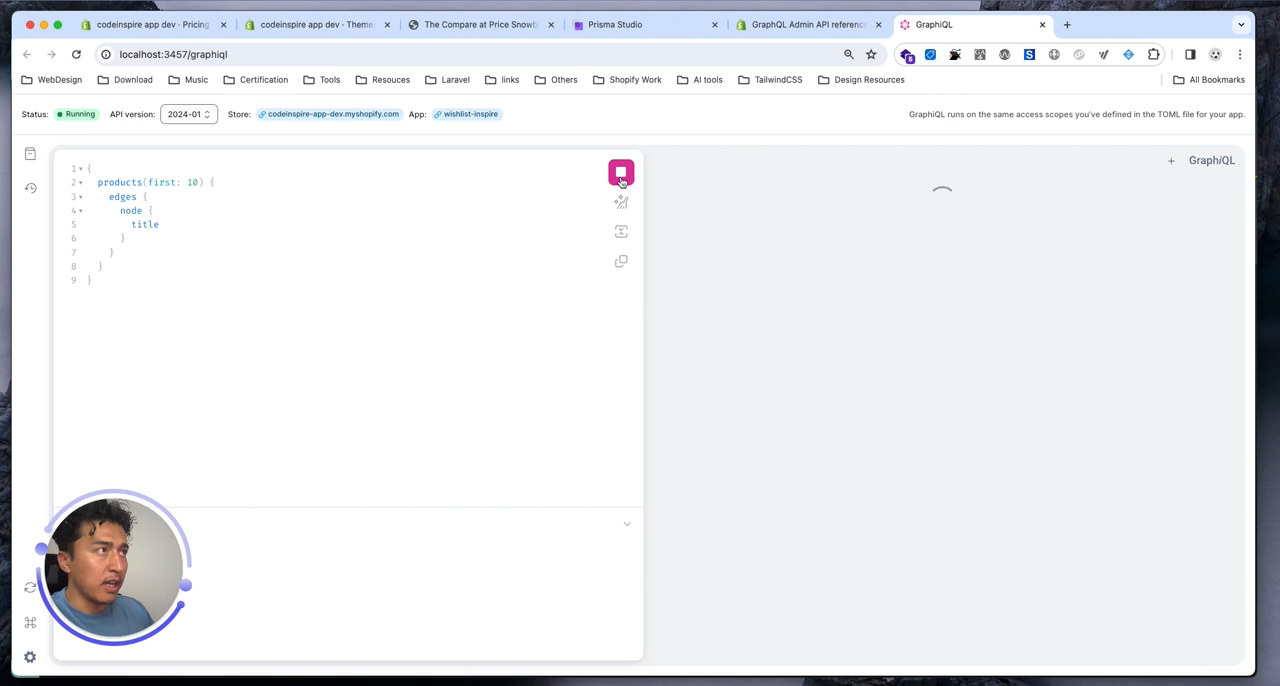 codeinspire app dev · Pricing
codeinspire app dev · Theme
The Compare at Price Snowb
Prisma Studio
GraphQL Admin API reference
GraphiQL
localhost:3457/graphiql
WebDesign
Download
Music
Certification
Tools
Resouces
Laravel
links
Others
Shopify Work
AI tools
TailwindCSS
Design Resources
All Bookmarks
Status: Running API version: 2024-01 Store: codeinspire-app-dev.myshopify.com App: wishlist-inspire
GraphiQL runs on the same access scopes you've defined in the TOML file for your app.
1 {
2 products(first: 10) {
3 edges {
4 node {
5 title
6 }
7 }
8 }
9 }
+ GraphiQL